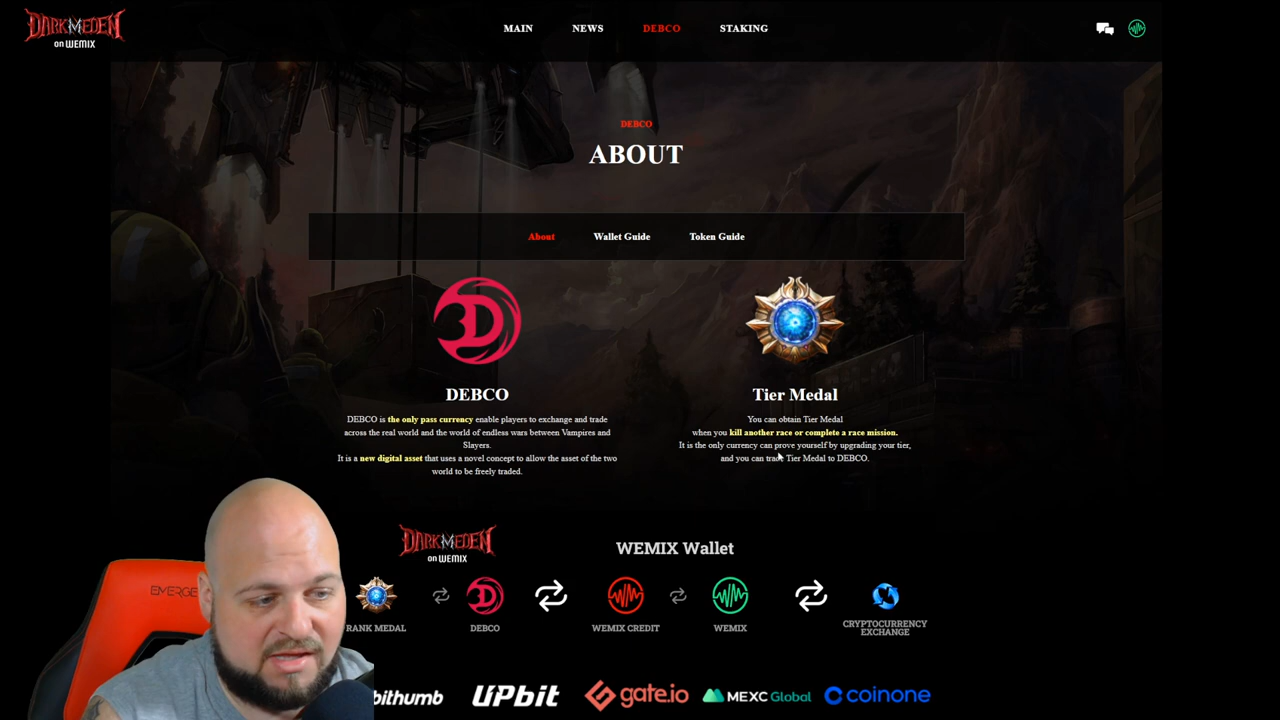 DARKMEDEN
on WEMIX
MAIN
NEWS
DEBCO
STAKING
DEBCO
ABOUT
About
Wallet Guide
Token Guide
DEBCO
DEBCO is the only pass currency enable players to exchange and trade
across the real world and the world of endless wars between Vampires and
Slayers.
It is a new digital asset that uses a novel concept to allow the asset of the two
world to be freely traded.
Tier Medal
You can obtain Tier Medal
when you kill another race or complete a race mission.
It is the only currency can prove yourself by upgrading your tier,
and you can trade Tier Medal to DEBCO.
DARKMEDEN
on WEMIX
WEMIX Wallet
RANK MEDAL
DEBCO
WEMIX CREDIT
WEMIX
CRYPTOCURRENCY
EXCHANGE
bithumb
UPbit
gate.io
MEXC Global
coinone